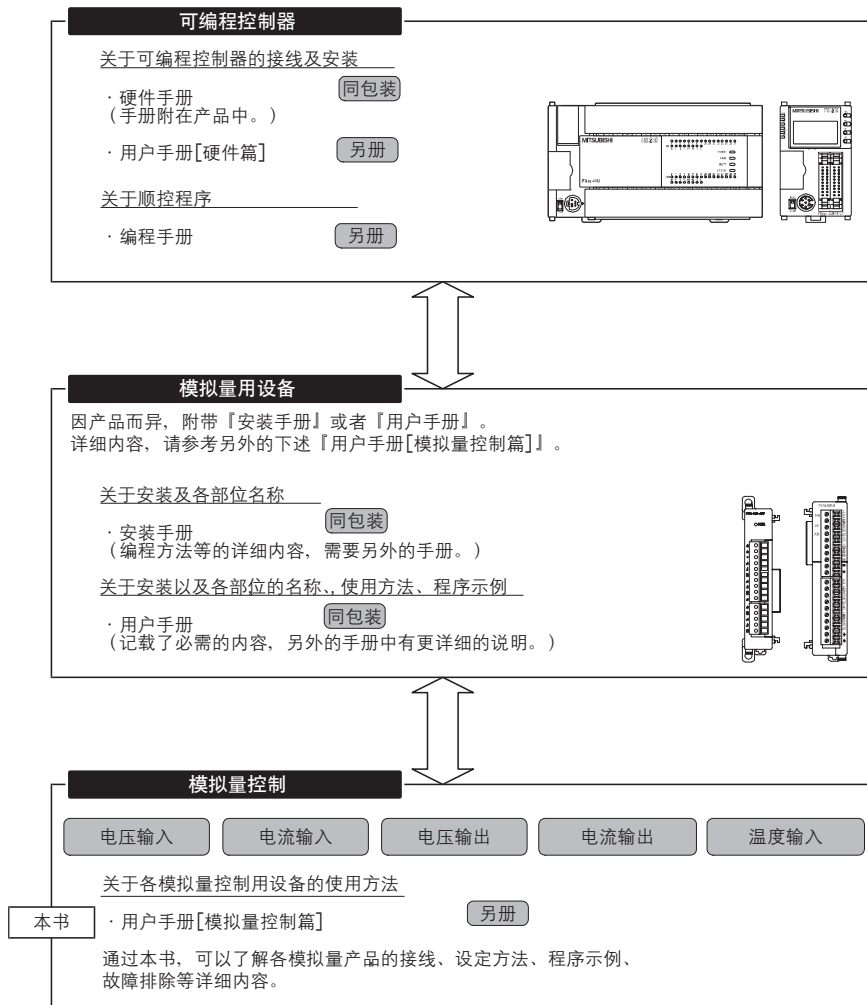 可编程控制器
关于可编程控制器的接线及安装
·硬件手册 同包装
(手册附在产品中。)
·用户手册[硬件篇] 另册
关于顺控程序
·编程手册 另册
MITSUBISHI
MITSUBISHI
模拟量用设备
因产品而异，附带『安装手册』或者『用户手册』。
详细内容，请参考另外的下述『用户手册[模拟量控制篇]』。
关于安装及各部位名称
·安装手册 同包装
(编程方法等的详细内容，需要另外的手册。)
关于安装以及各部位的名称、，使用方法、程序示例
·用户手册 同包装
(记载了必需的内容，另外的手册中有更详细的说明。)
模拟量控制
电压输入 电流输入 电压输出 电流输出 温度输入
关于各模拟量控制用设备的使用方法
本书 ·用户手册[模拟量控制篇] 另册
通过本书，可以了解各模拟量产品的接线、设定方法、程序示例、
故障排除等详细内容。